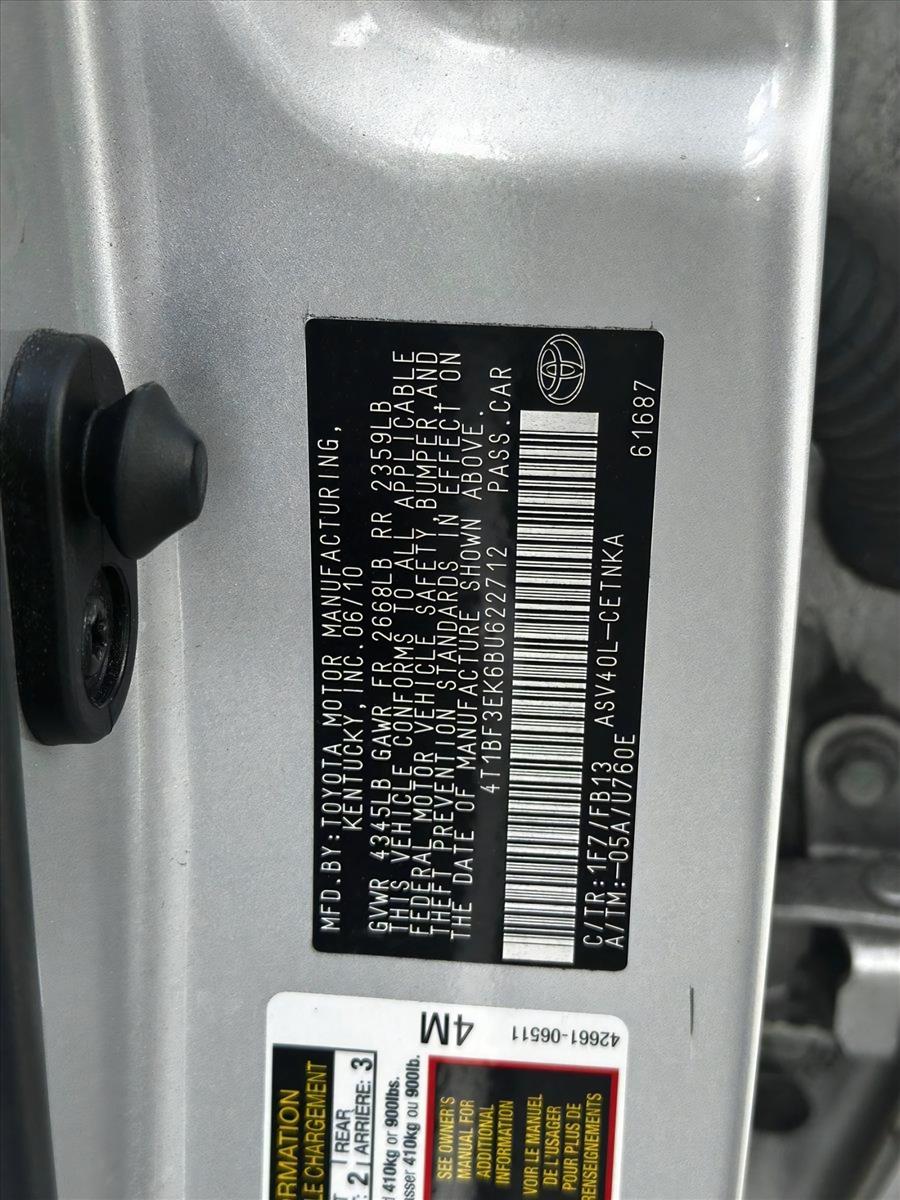 MFD.BY:TOYOTA MOTOR MANUFACTURING,
KENTUCKY,INC.06/10
GVWR 4345LB GAWR FR 2668LB RR 2359LB
THIS VEHICLE CONFORMS TO ALL APPLICABLE
FEDERAL MOTOR VEHICLE SAFETY, BUMPER,AND
THEFT PREVENTION STANDARDS IN EFFECT ON
THE DATE OF MANUFACTURE SHOWN ABOVE.
4T1BF3EK6BU622712 PASS.CAR
C/TR:1F7/FB13 ASV40L-CETNKA 61687
A/TM:-05A/U760E
4M
42661-06511
LE CHARGEMENT
REAR
2 ARRIÈRE: 3
410kg or 900lbs.
410kg ou 900lb.
SEE OWNER'S
MANUAL FOR
ADDITIONAL
INFORMATION
VOIR LE MANUEL
DE L'USAGER
POUR PLUS DE
RENSEIGNEMENTS